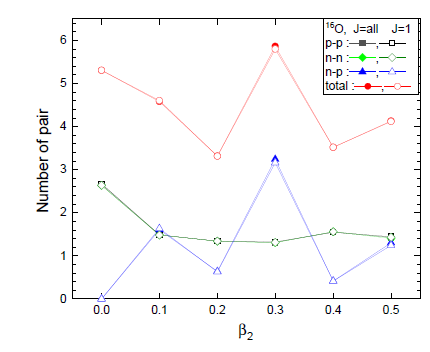 ¹⁶O, J=all J=1
p-p : ,
n-n : ,
n-p : ,
total : ,
Number of pair
6
5
4
3
2
1
0
0.0 0.1 0.2 0.3 0.4 0.5
β₂